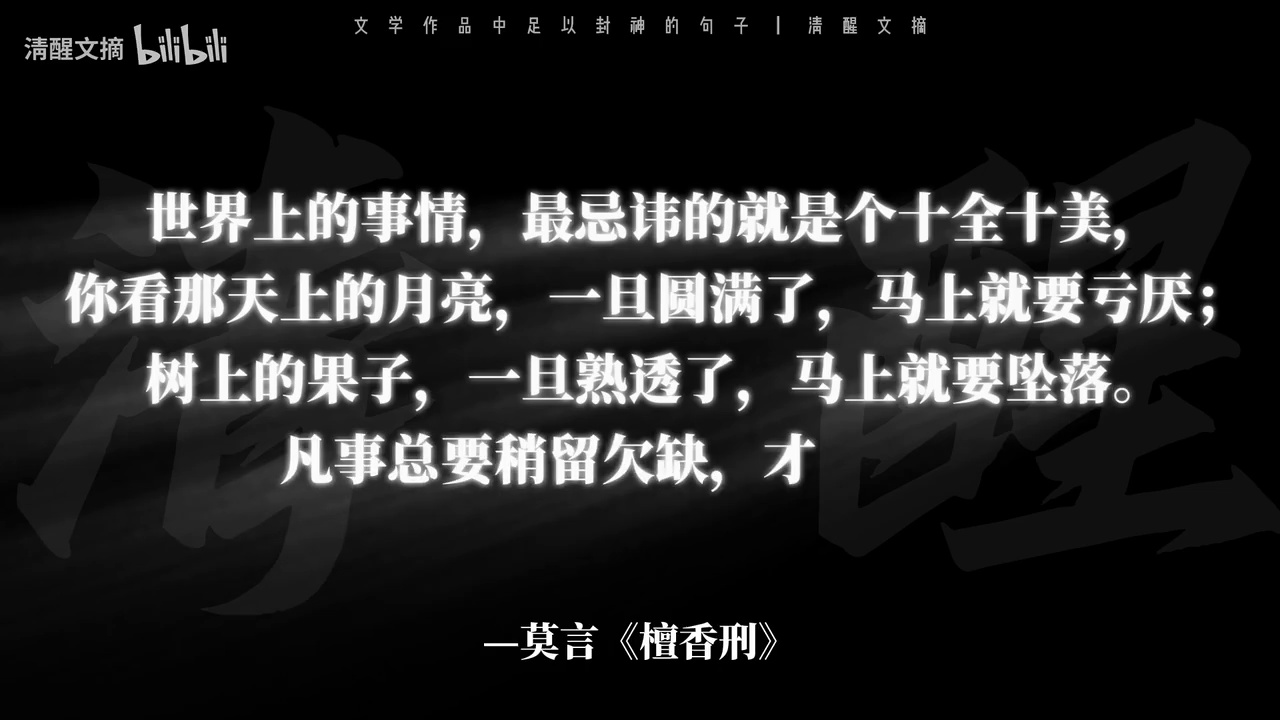 文学作品中足以封神的句子 | 清醒文摘
清醒文摘 bilibili
清醒
世界上的事情，最忌讳的就是个十全十美，
你看那天上的月亮，一旦圆满了，马上就要亏厌；
树上的果子，一旦熟透了，马上就要坠落。
凡事总要稍留欠缺，才
—莫言《檀香刑》